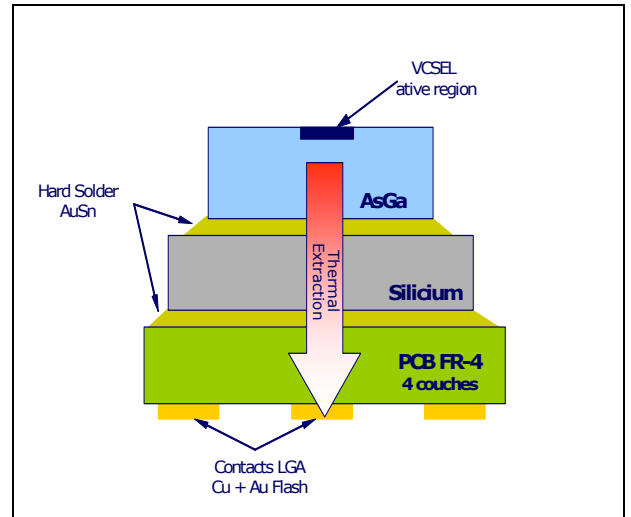 VCSEL
ative region
Hard Solder
AuSn
AsGa
Thermal
Extraction
Silicium
PCB FR-4
4 couches
Contacts LGA
Cu + Au Flash